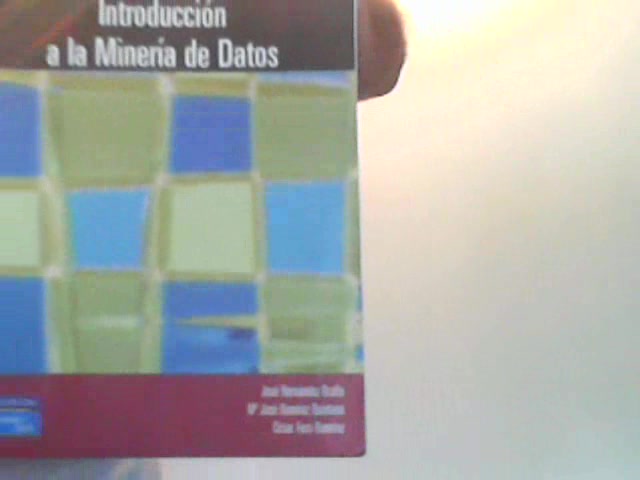 Introducción
a la Minería de Datos
José Hernández Orallo
Mª José Ramírez Quintana
César Ferri Ramírez